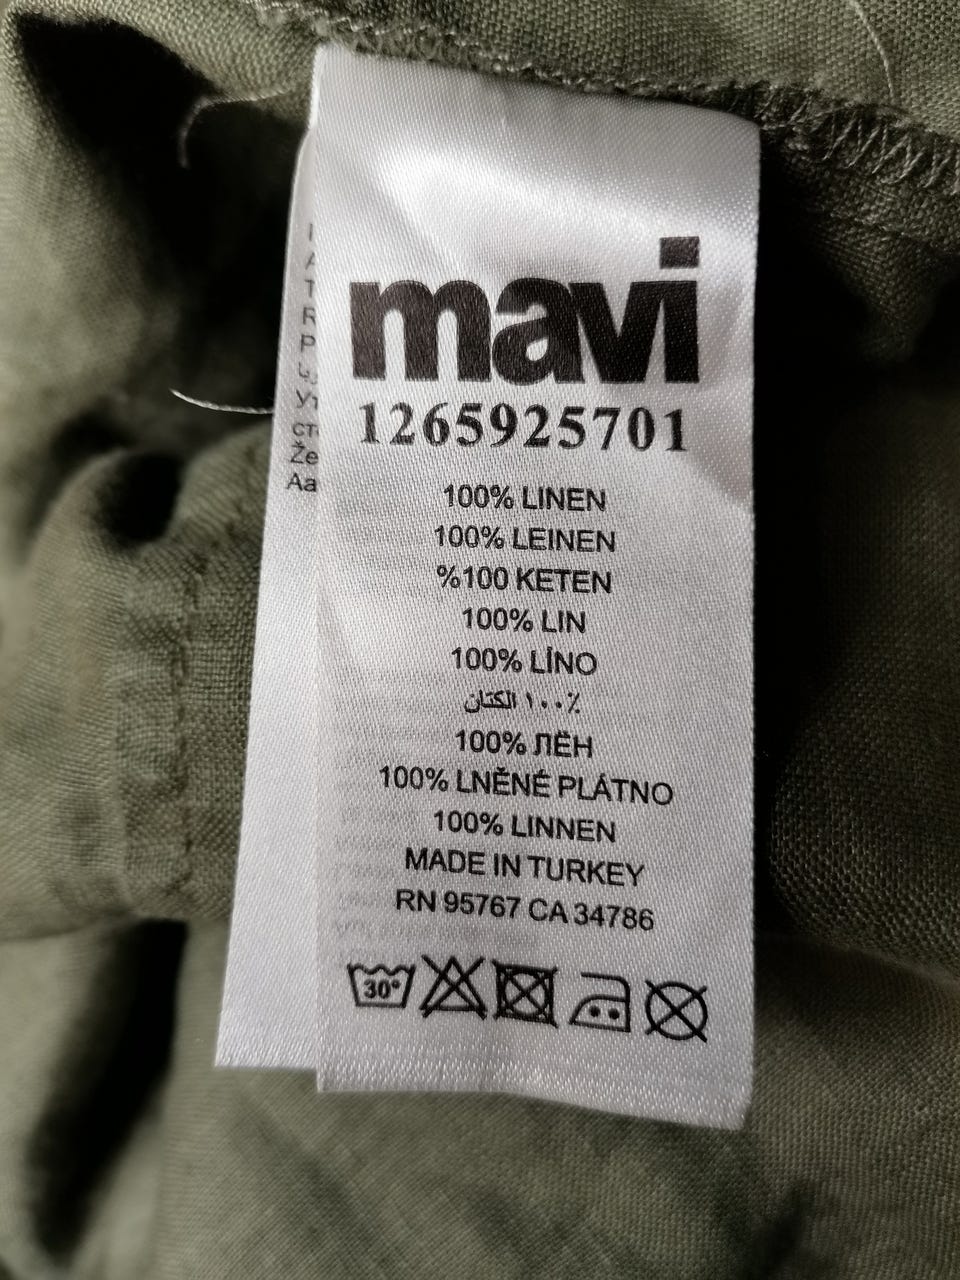 mavi
1265925701
100% LINEN
100% LEINEN
%100 KETEN
100% LIN
100% LİNO
٪١٠٠ الكتان
100% ЛЁН
100% LNĚNÉ PLÁTNO
100% LINNEN
MADE IN TURKEY
RN 95767 CA 34786
30°